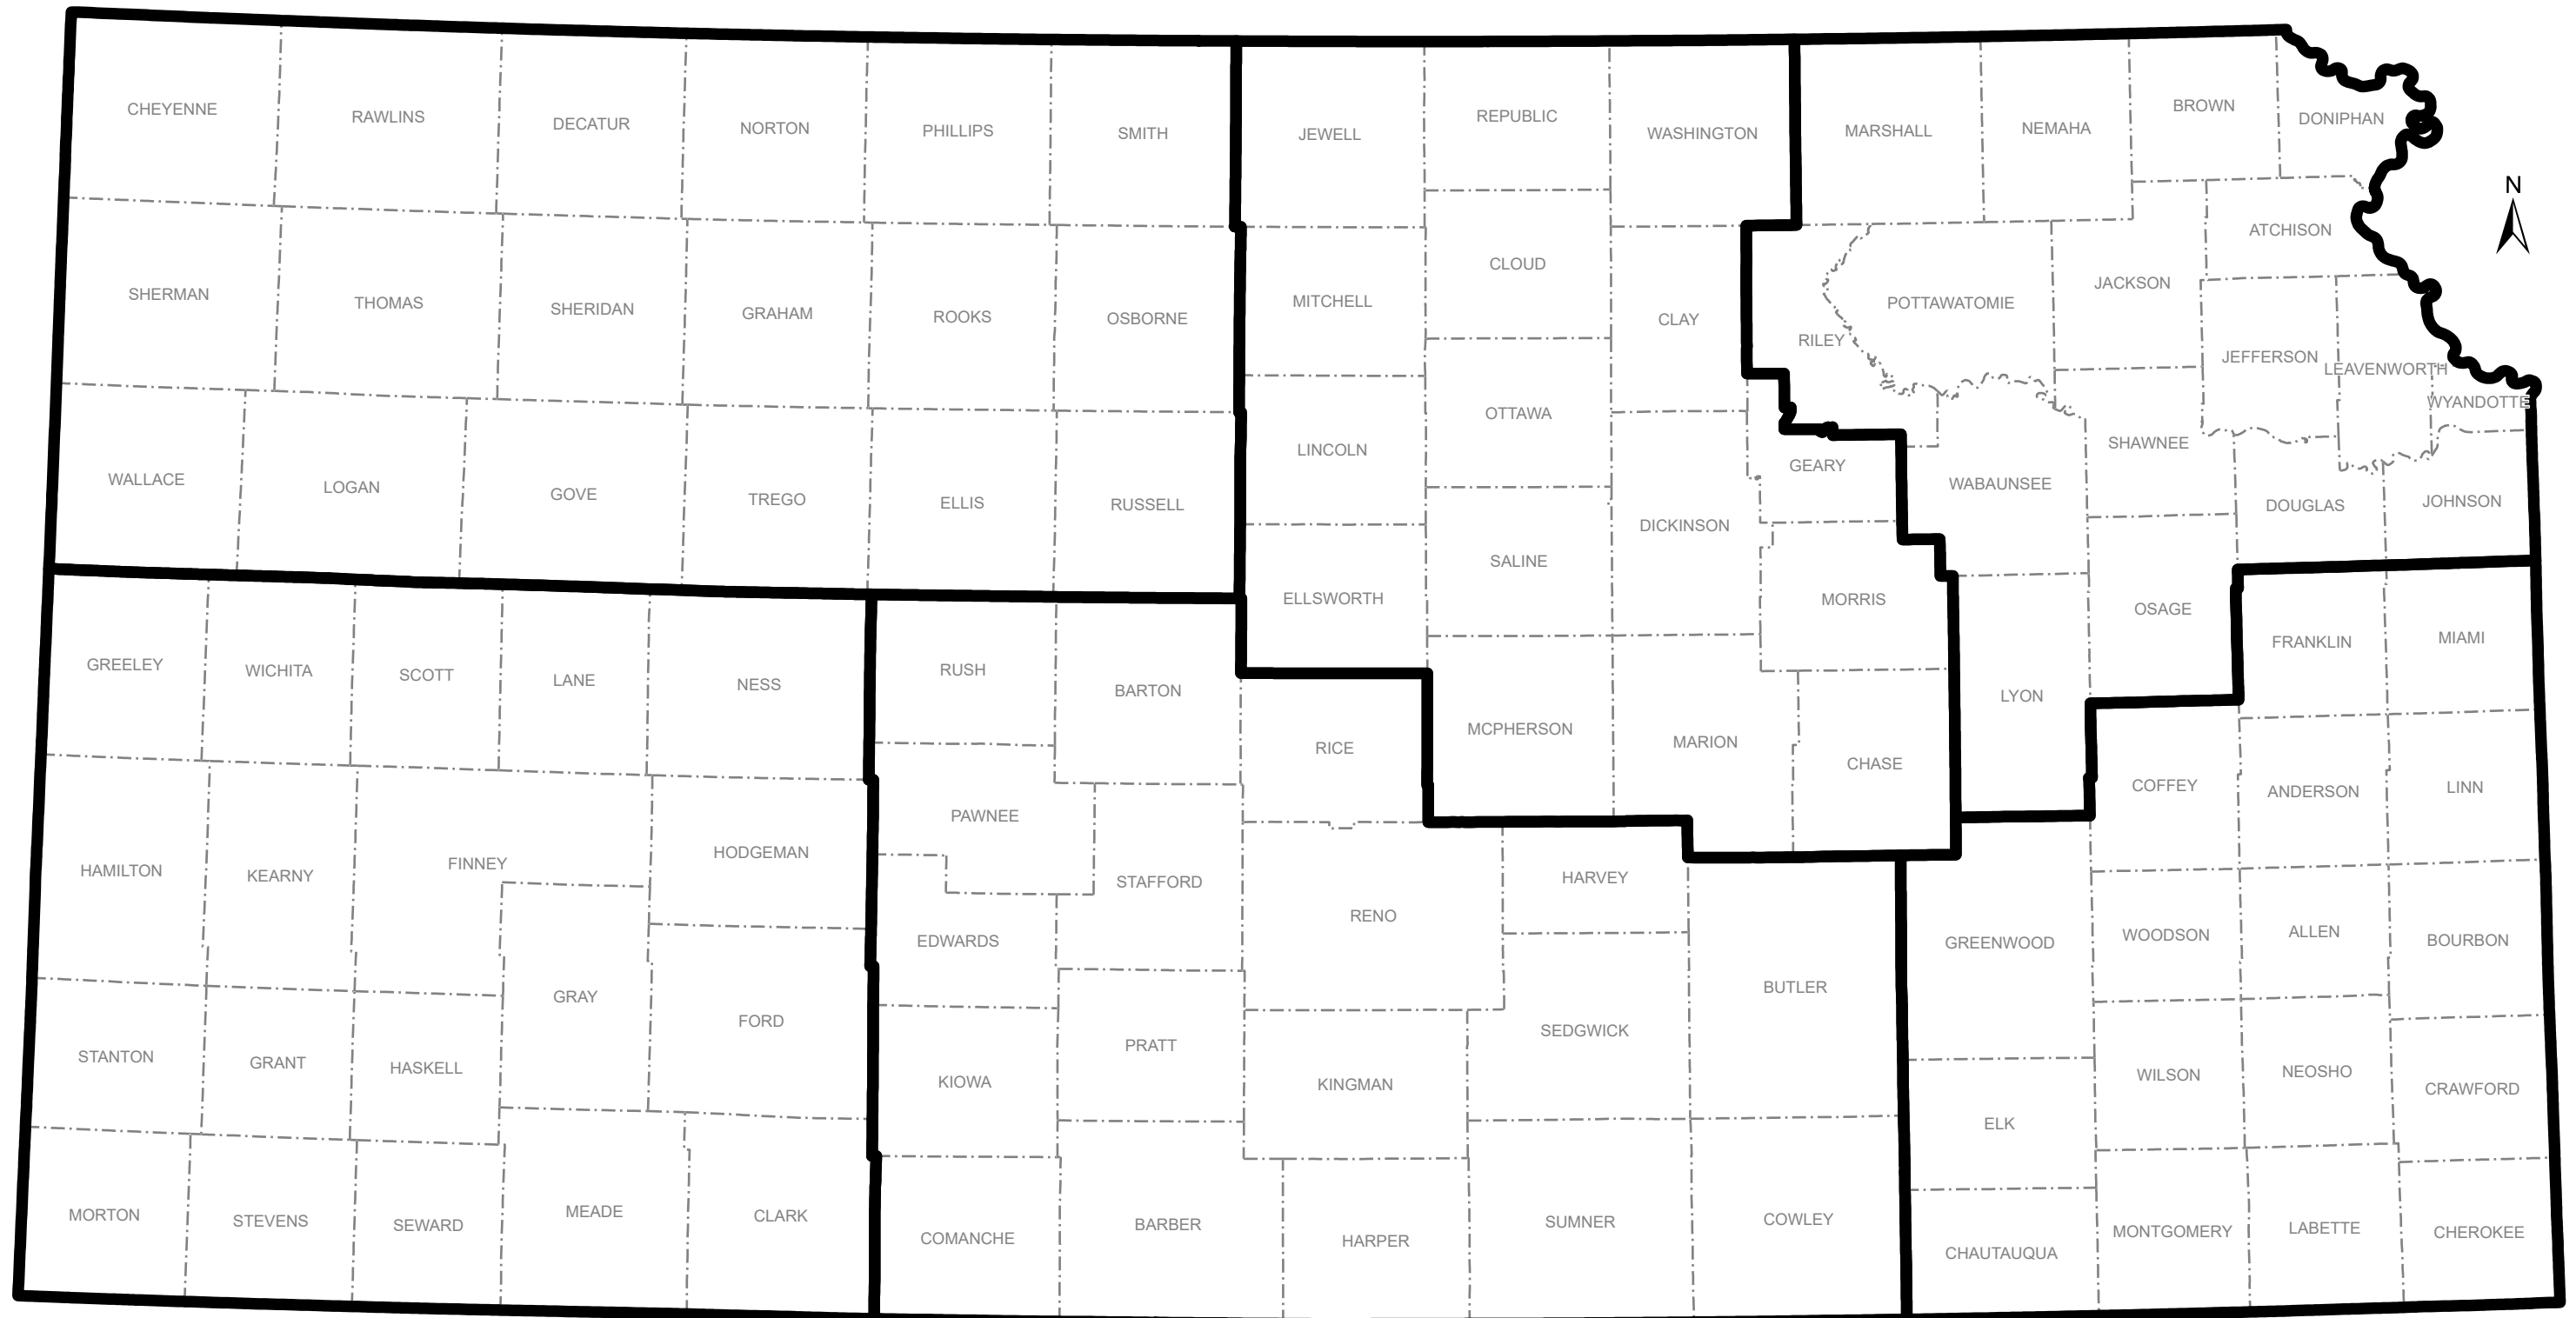 CHEYENNE
RAWLINS
DECATUR
NORTON
PHILLIPS
SMITH
JEWELL
REPUBLIC
WASHINGTON
MARSHALL
NEMAHA
BROWN
DONIPHAN
N
SHERMAN
THOMAS
SHERIDAN
GRAHAM
ROOKS
OSBORNE
MITCHELL
CLOUD
CLAY
RILEY
POTTAWATOMIE
JACKSON
ATCHISON
JEFFERSON
LEAVENWORTH
WYANDOTTE
WALLACE
LOGAN
GOVE
TREGO
ELLIS
RUSSELL
LINCOLN
OTTAWA
SALINE
DICKINSON
GEARY
WABAUNSEE
SHAWNEE
DOUGLAS
JOHNSON
ELLSWORTH
MORRIS
OSAGE
FRANKLIN
MIAMI
GREELEY
WICHITA
SCOTT
LANE
NESS
RUSH
BARTON
RICE
MCPHERSON
MARION
CHASE
LYON
COFFEY
ANDERSON
LINN
HAMILTON
KEARNY
FINNEY
HODGEMAN
PAWNEE
STAFFORD
RENO
HARVEY
EDWARDS
GRAY
FORD
SEDGWICK
BUTLER
GREENWOOD
WOODSON
ALLEN
BOURBON
STANTON
GRANT
HASKELL
KIOWA
PRATT
KINGMAN
ELK
WILSON
NEOSHO
CRAWFORD
MORTON
STEVENS
SEWARD
MEADE
CLARK
COMANCHE
BARBER
HARPER
SUMNER
COWLEY
CHAUTAUQUA
MONTGOMERY
LABETTE
CHEROKEE